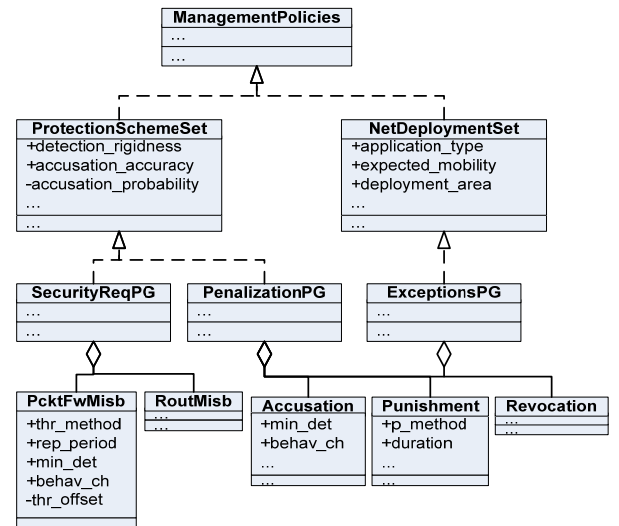 ManagementPolicies
...
...
ProtectionSchemeSet
+detection_rigidness
+accusation_accuracy
-accusation_probability
...
...
NetDeploymentSet
+application_type
+expected_mobility
+deployment_area
...
...
SecurityReqPG
...
...
PenalizationPG
...
...
ExceptionsPG
...
...
PcktFwMisb
+thr_method
+rep_period
+min_det
+behav_ch
-thr_offset
RoutMisb
...
...
Accusation
+min_det
+behav_ch
...
...
Punishment
+p_method
+duration
...
...
Revocation
...
...